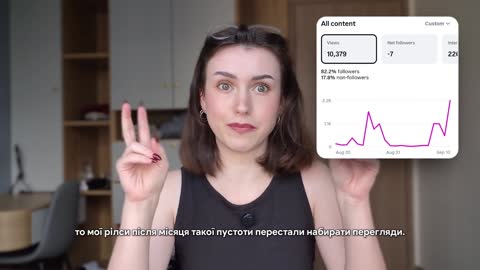 All content
Custom
Views
10,379
Net followers
-7
82.2% followers
17.8% non-followers
2.2K
1.1K
0
Aug 20
Aug 31
Sep 10
то мої рілси після місяця такої пустоти перестали набирати перегляди.